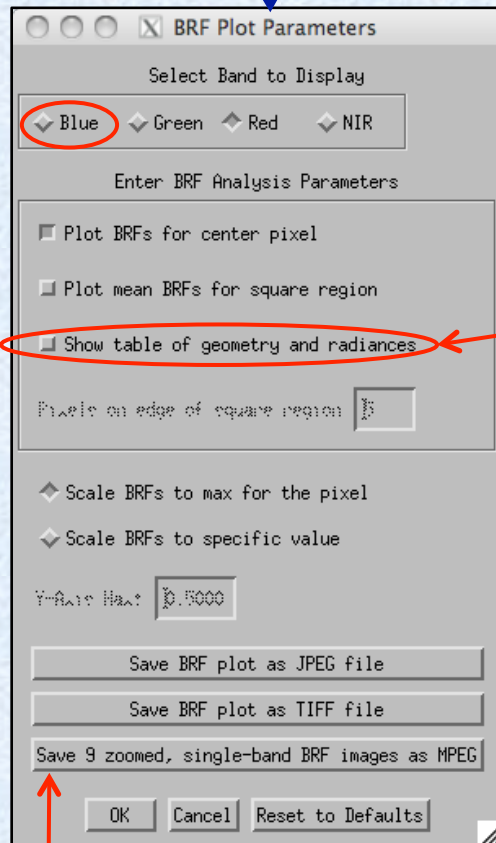 BRF Plot Parameters
Select Band to Display
Blue Green Red NIR
Enter BRF Analysis Parameters
Plot BRFs for center pixel
Plot mean BRFs for square region
Show table of geometry and radiances
Pixels on edge of square region 5
Scale BRFs to max for the pixel
Scale BRFs to specific value
Y-Axis Max: 0.5000
Save BRF plot as JPEG file
Save BRF plot as TIFF file
Save 9 zoomed, single-band BRF images as MPEG
OK Cancel Reset to Defaults